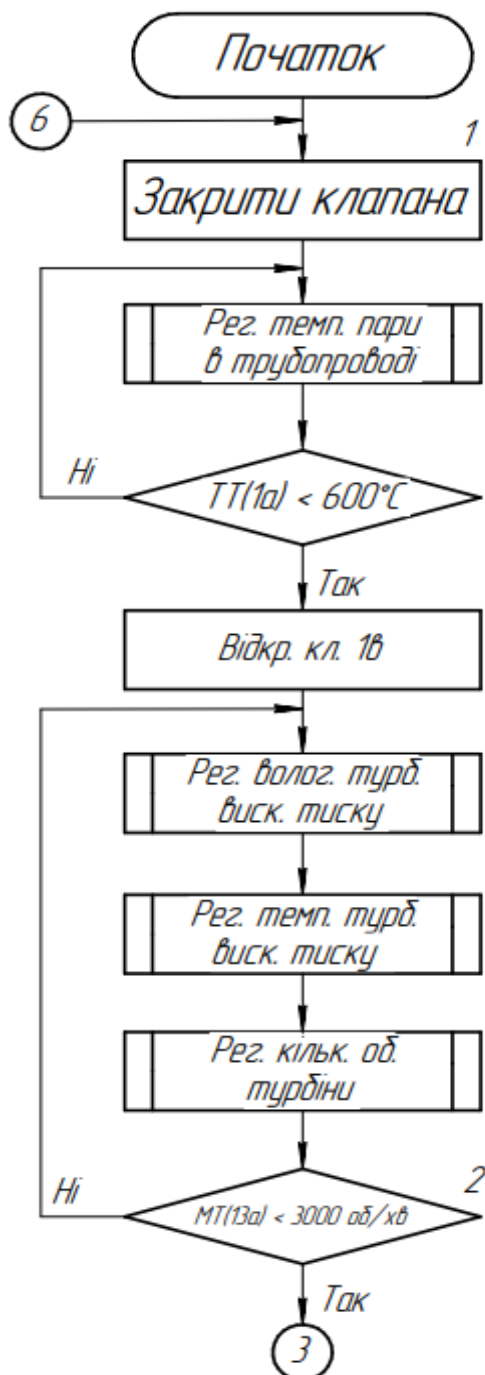 Початок
6
1
Закрити клапана
Рег. темп. пари
в трубопроводі
Ні
ТТ(1а) < 600°С
Так
Відкр. кл. 1в
Рег. волог. турб.
виск. тиску
Рег. темп. турб.
виск. тиску
Рег. кільк. об.
турбіни
Ні
2
МТ(13а) < 3000 об/хв
Так
3